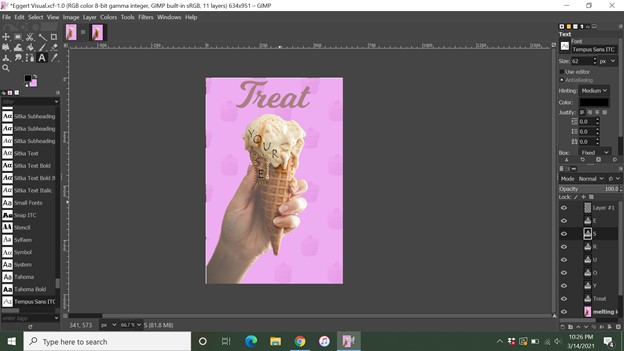 *Eggert Visual.xcf-1.0 (RGB color 8-bit gamma integer, GIMP built-in sRGB, 11 layers) 634x951 – GIMP
File Edit Select View Image Layer Colors Tools Filters Windows Help
Text
Font
Tempus Sans ITC
Size: 62 px
Use editor
Antialiasing
Hinting: Medium
Color:
Justify:
0.0
0.0
0.0
Box: Fixed
Mode Normal
Opacity 100.0
Lock:
Layer #1
E
S
R
U
O
Y
Treat
melting i
filter
Sitka Subheading
Sitka Subheading
Sitka Subheading
Sitka Text
Sitka Text Bold
Sitka Text Bold It
Sitka Text Italic
Small Fonts
Snap ITC
Stencil
Sylfaen
Symbol
System
Tahoma
Tahoma Bold
Tempus Sans ITC
enter tags
Treat
YOUR
SE
341, 573 px 66.7 % S (81.8 MB)
Type here to search
10:26 PM
3/14/2021